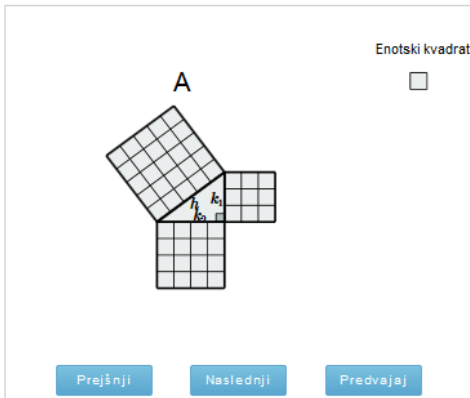 Enotski kvadrat
A
h k₁
k₂
Prejšnji Naslednji Predvajaj